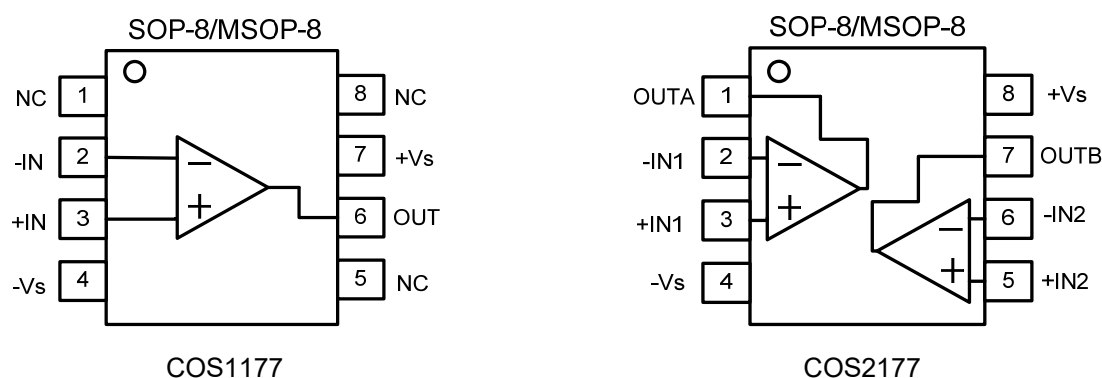 SOP-8/MSOP-8
NC 1 8 NC
-IN 2 − 7 +Vs
+IN 3 + 6 OUT
-Vs 4 5 NC
COS1177
SOP-8/MSOP-8
OUTA 1 8 +Vs
-IN1 2 − 7 OUTB
+IN1 3 + − 6 -IN2
-Vs 4 + 5 +IN2
COS2177